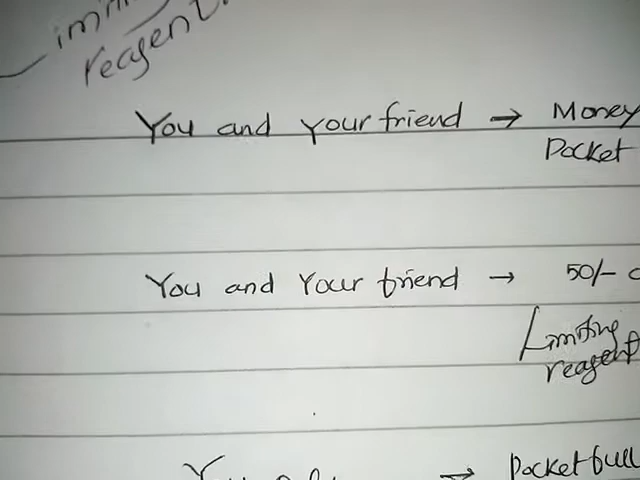 reagent
You and your friend → Money
Pocket
You and Your friend → 50/-
Limiting
reagent
→ Pocket full